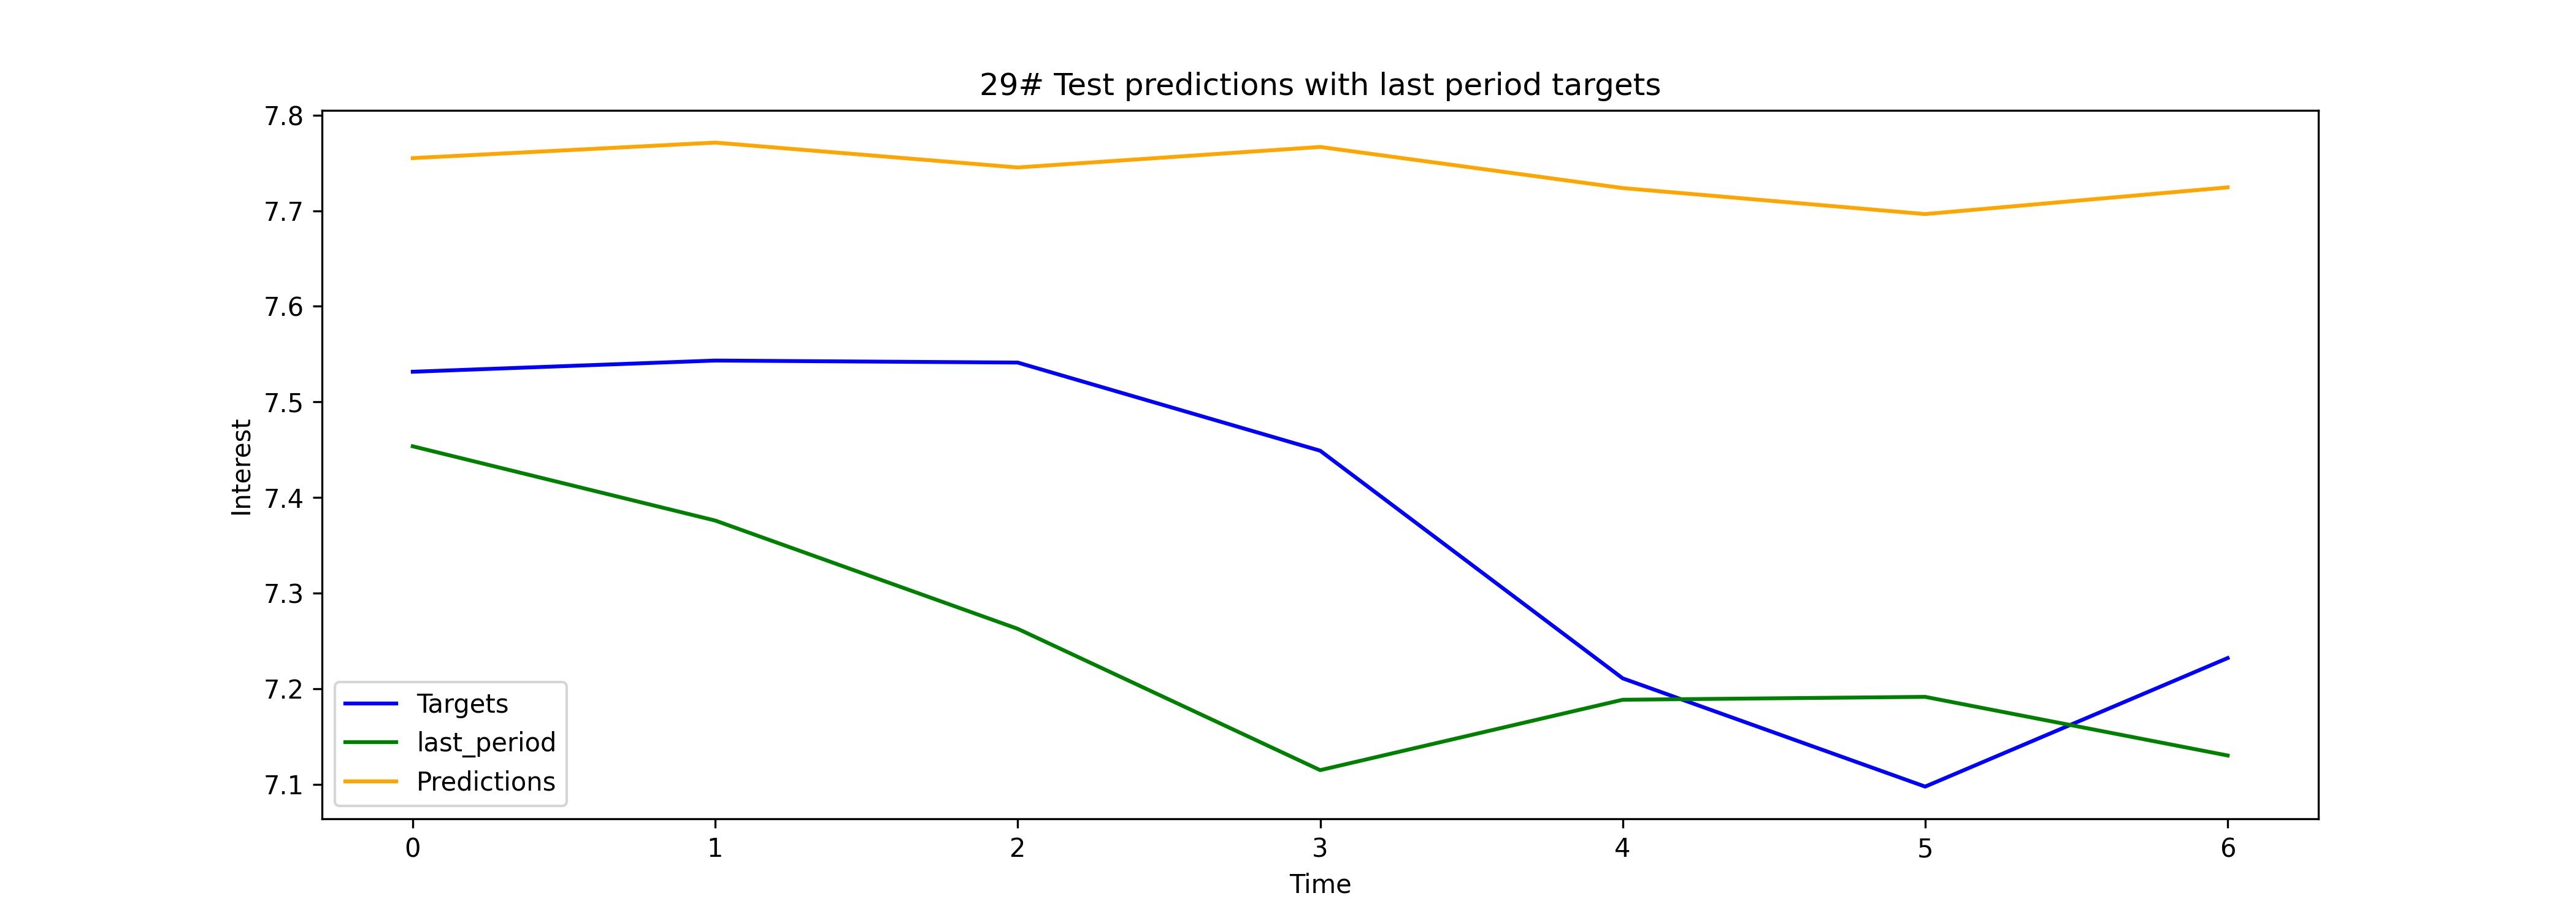 29# Test predictions with last period targets
7.8
7.7
7.6
7.5
7.4
7.3
7.2
7.1
Interest
Targets
last_period
Predictions
0 1 2 3 4 5 6
Time